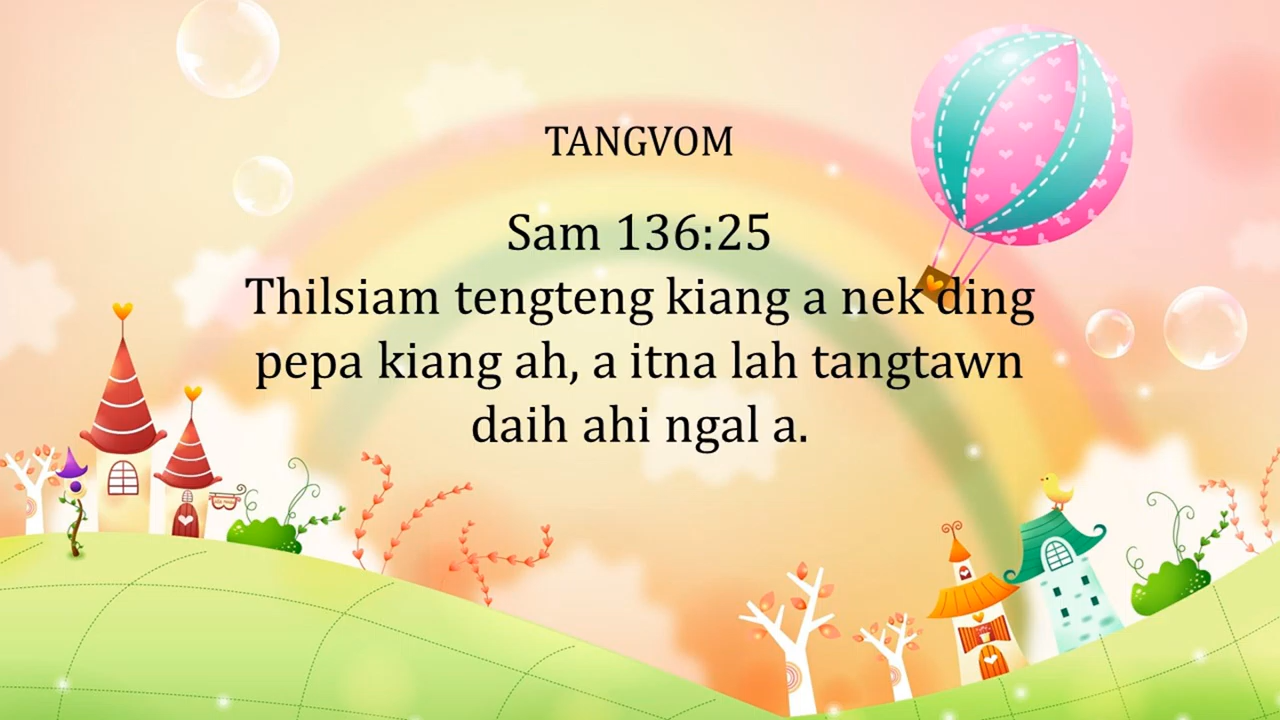 TANGVOM
Sam 136:25
Thilsiam tengteng kiang a nek ding
pepa kiang ah, a itna lah tangtawn
daih ahi ngal a.